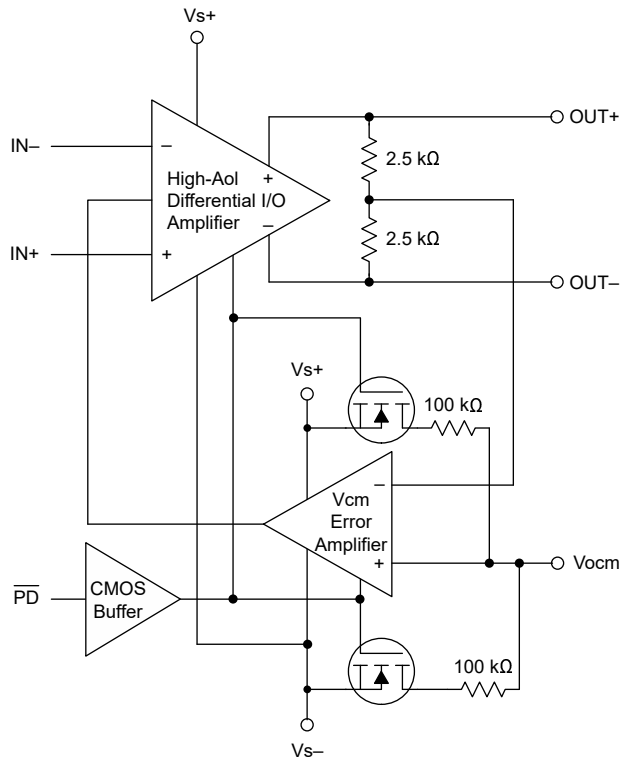 Vs+
IN–
–
High-Aol
Differential I/O
Amplifier
+
–
IN+
+
OUT+
2.5 kΩ
2.5 kΩ
OUT–
Vs+
100 kΩ
–
Vcm
Error
Amplifier
+
Vocm
PD
CMOS
Buffer
100 kΩ
Vs–